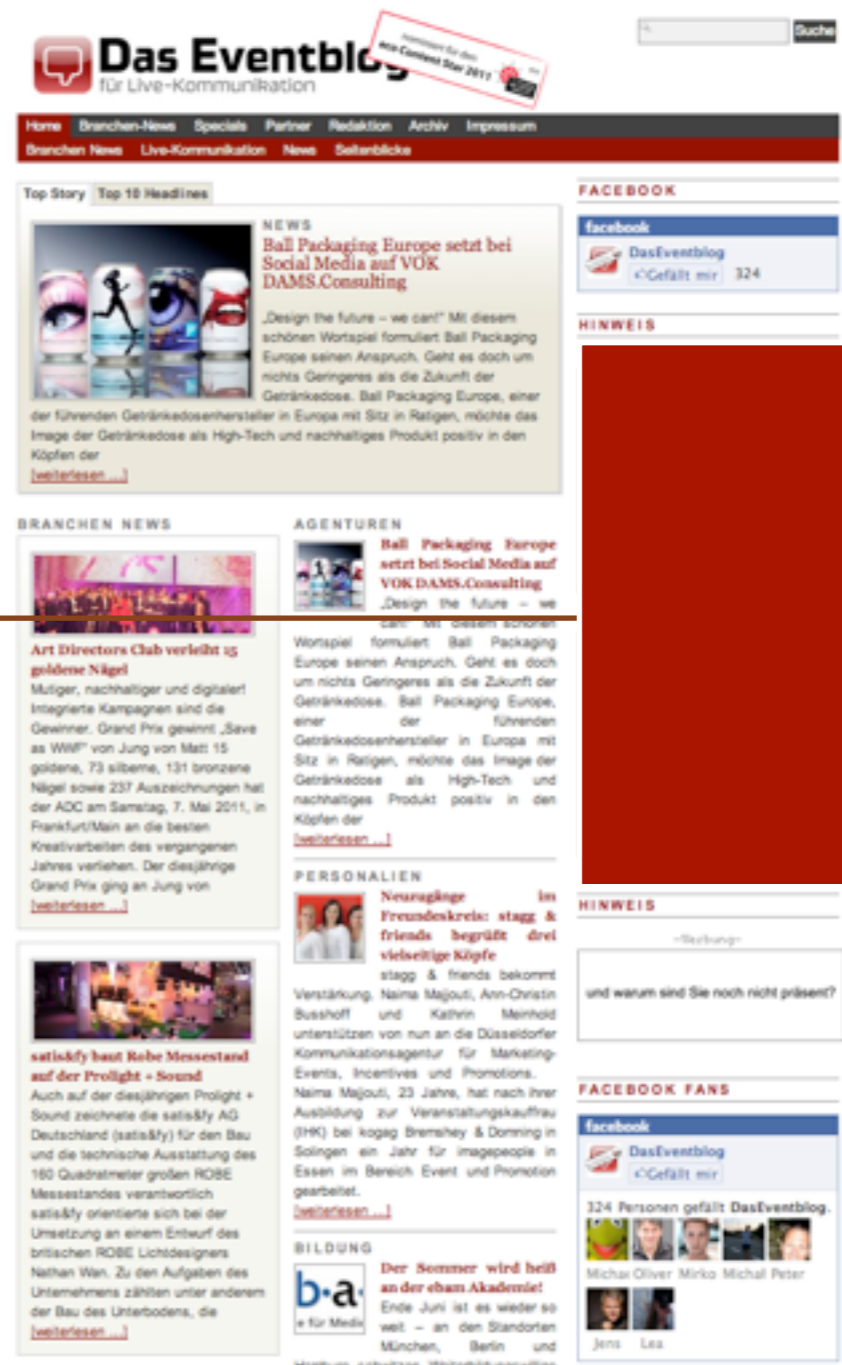 Das Eventblog
für Live-Kommunikation
nominiert für den
eco Content Star 2011
Suche
Home Branchen-News Specials Partner Redaktion Archiv Impressum
Branchen News Live-Kommunikation News Seitenblicke
Top Story Top 10 Headlines
NEWS
Ball Packaging Europe setzt bei
Social Media auf VOK
DAMS.Consulting
„Design the future – we can!" Mit diesem
schönen Wortspiel formuliert Ball Packaging
Europe seinen Anspruch. Geht es doch um
nichts Geringeres als die Zukunft der
Getränkedose. Ball Packaging Europe, einer
der führenden Getränkedosenhersteller in Europa mit Sitz in Ratigen, möchte das
Image der Getränkedose als High-Tech und nachhaltiges Produkt positiv in den
Köpfen der
[weiterlesen ...]
BRANCHEN NEWS
Art Directors Club verleiht 15
goldene Nägel
Mutiger, nachhaltiger und digitaler!
Integrierte Kampagnen sind die
Gewinner. Grand Prix gewinnt „Save
as WWF" von Jung von Matt 15
goldene, 73 silberne, 131 bronzene
Nägel sowie 237 Auszeichnungen hat
der ADC am Samstag, 7. Mai 2011, in
Frankfurt/Main an die besten
Kreativarbeiten des vergangenen
Jahres verliehen. Der diesjährige
Grand Prix ging an Jung von
[weiterlesen ...]
satis&fy baut Robe Messestand
auf der Prolight + Sound
Auch auf der diesjährigen Prolight +
Sound zeichnete die satis&fy AG
Deutschland (satis&fy) für den Bau
und die technische Ausstattung des
160 Quadratmeter großen ROBE
Messestandes verantwortlich
satis&fy orientierte sich bei der
Umsetzung an einem Entwurf des
britischen ROBE Lichtdesigners
Nathan Wan. Zu den Aufgaben des
Unternehmens zählten unter anderem
der Bau des Unterbodens, die
[weiterlesen ...]
AGENTUREN
Ball Packaging Europe
setzt bei Social Media auf
VOK DAMS.Consulting
„Design the future – we
can!" Mit diesem schönen
Wortspiel formuliert Ball Packaging
Europe seinen Anspruch. Geht es doch
um nichts Geringeres als die Zukunft der
Getränkedose. Ball Packaging Europe,
einer der führenden
Getränkedosenhersteller in Europa mit
Sitz in Ratigen, möchte das Image der
Getränkedose als High-Tech und
nachhaltiges Produkt positiv in den
Köpfen der
[weiterlesen ...]
PERSONALIEN
Neuzugänge im
Freundeskreis: stagg &
friends begrüßt drei
vielseitige Köpfe
stagg & friends bekommt
Verstärkung. Naima Majjouti, Ann-Christin
Busshoff und Kathrin Meinhold
unterstützen von nun an die Düsseldorfer
Kommunikationsagentur für Marketing-
Events, Incentives und Promotions.
Naima Majjouti, 23 Jahre, hat nach ihrer
Ausbildung zur Veranstaltungskauffrau
(IHK) bei kogag Bremshey & Domning in
Solingen ein Jahr für imagepeople in
Essen im Bereich Event und Promotion
gearbeitet.
[weiterlesen ...]
BILDUNG
b·a·
e für Medie
Der Sommer wird heiß
an der ebam Akademie!
Ende Juni ist es wieder so
weit – an den Standorten
München, Berlin und
FACEBOOK
facebook
DasEventblog
Gefällt mir 324
HINWEIS
HINWEIS
-Werbung-
und warum sind Sie noch nicht präsent?
FACEBOOK FANS
facebook
DasEventblog
Gefällt mir
324 Personen gefällt DasEventblog.
Michae Oliver Mirko Michal Peter
Jens Lea